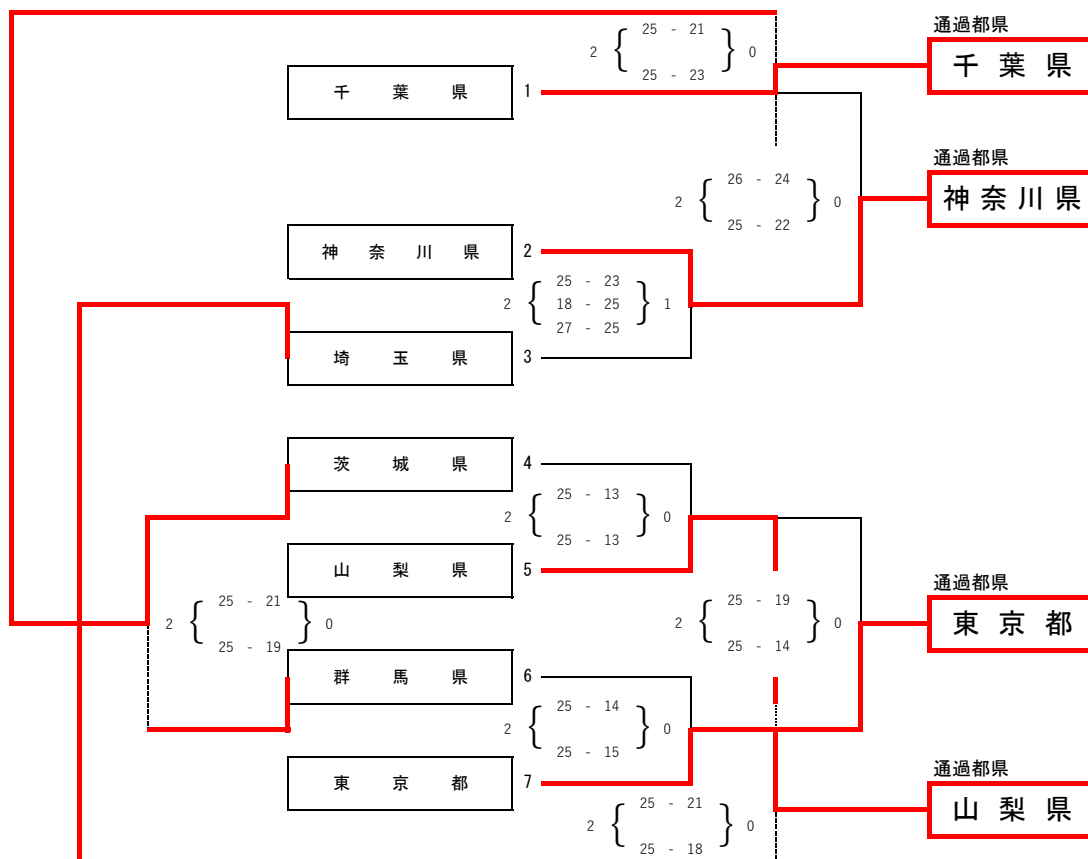 通過都県
2 { 25 - 21 } 0
25 - 23
千葉県
千葉県 1
通過都県
2 { 26 - 24 } 0
25 - 22
神奈川県
神奈川県 2
2 { 25 - 23 } 1
18 - 25
27 - 25
埼玉県 3
茨城県 4
2 { 25 - 13 } 0
25 - 13
山梨県 5
通過都県
2 { 25 - 21 } 0
25 - 19
2 { 25 - 19 } 0
25 - 14
東京都
群馬県 6
2 { 25 - 14 } 0
25 - 15
通過都県
東京都 7
山梨県
2 { 25 - 21 } 0
25 - 18